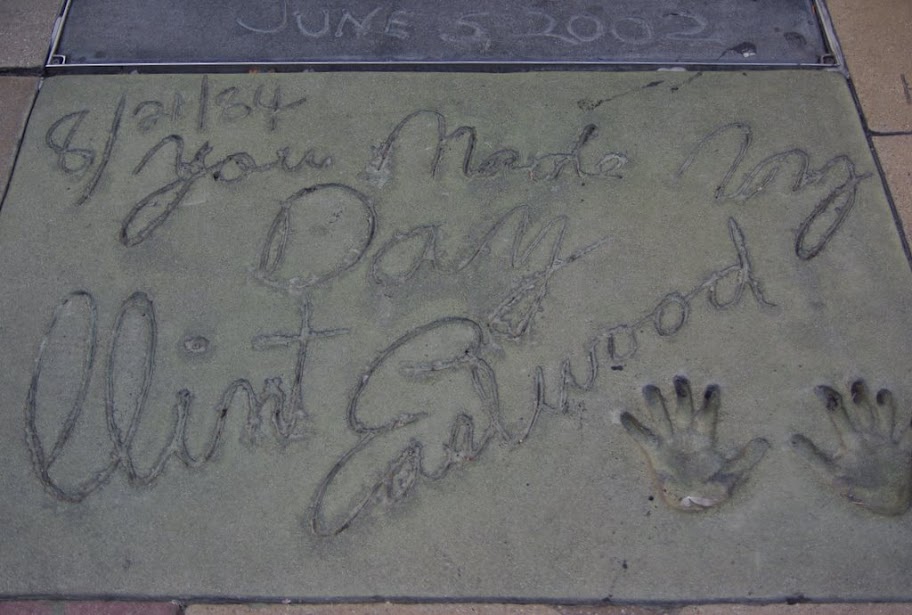 JUNE 5 2002
8/21/84
You Made My
Day
Clint Eastwood